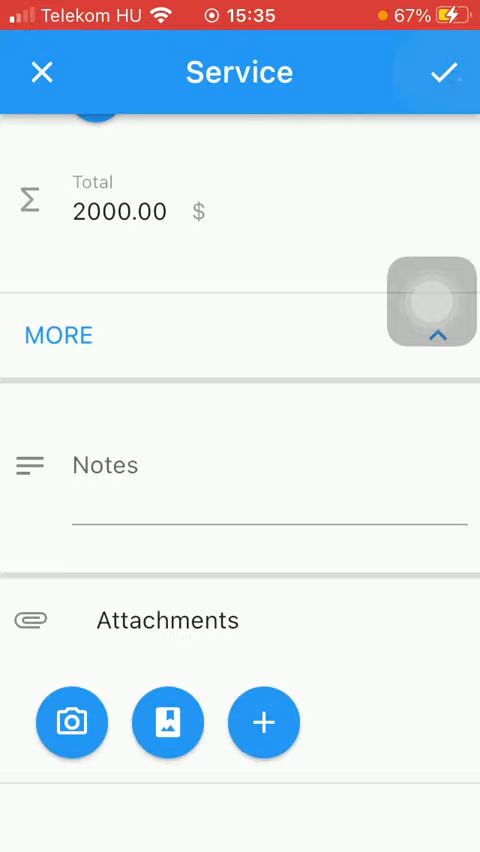 Telekom HU 15:35 67%
Service
Total
2000.00 $
MORE
Notes
Attachments